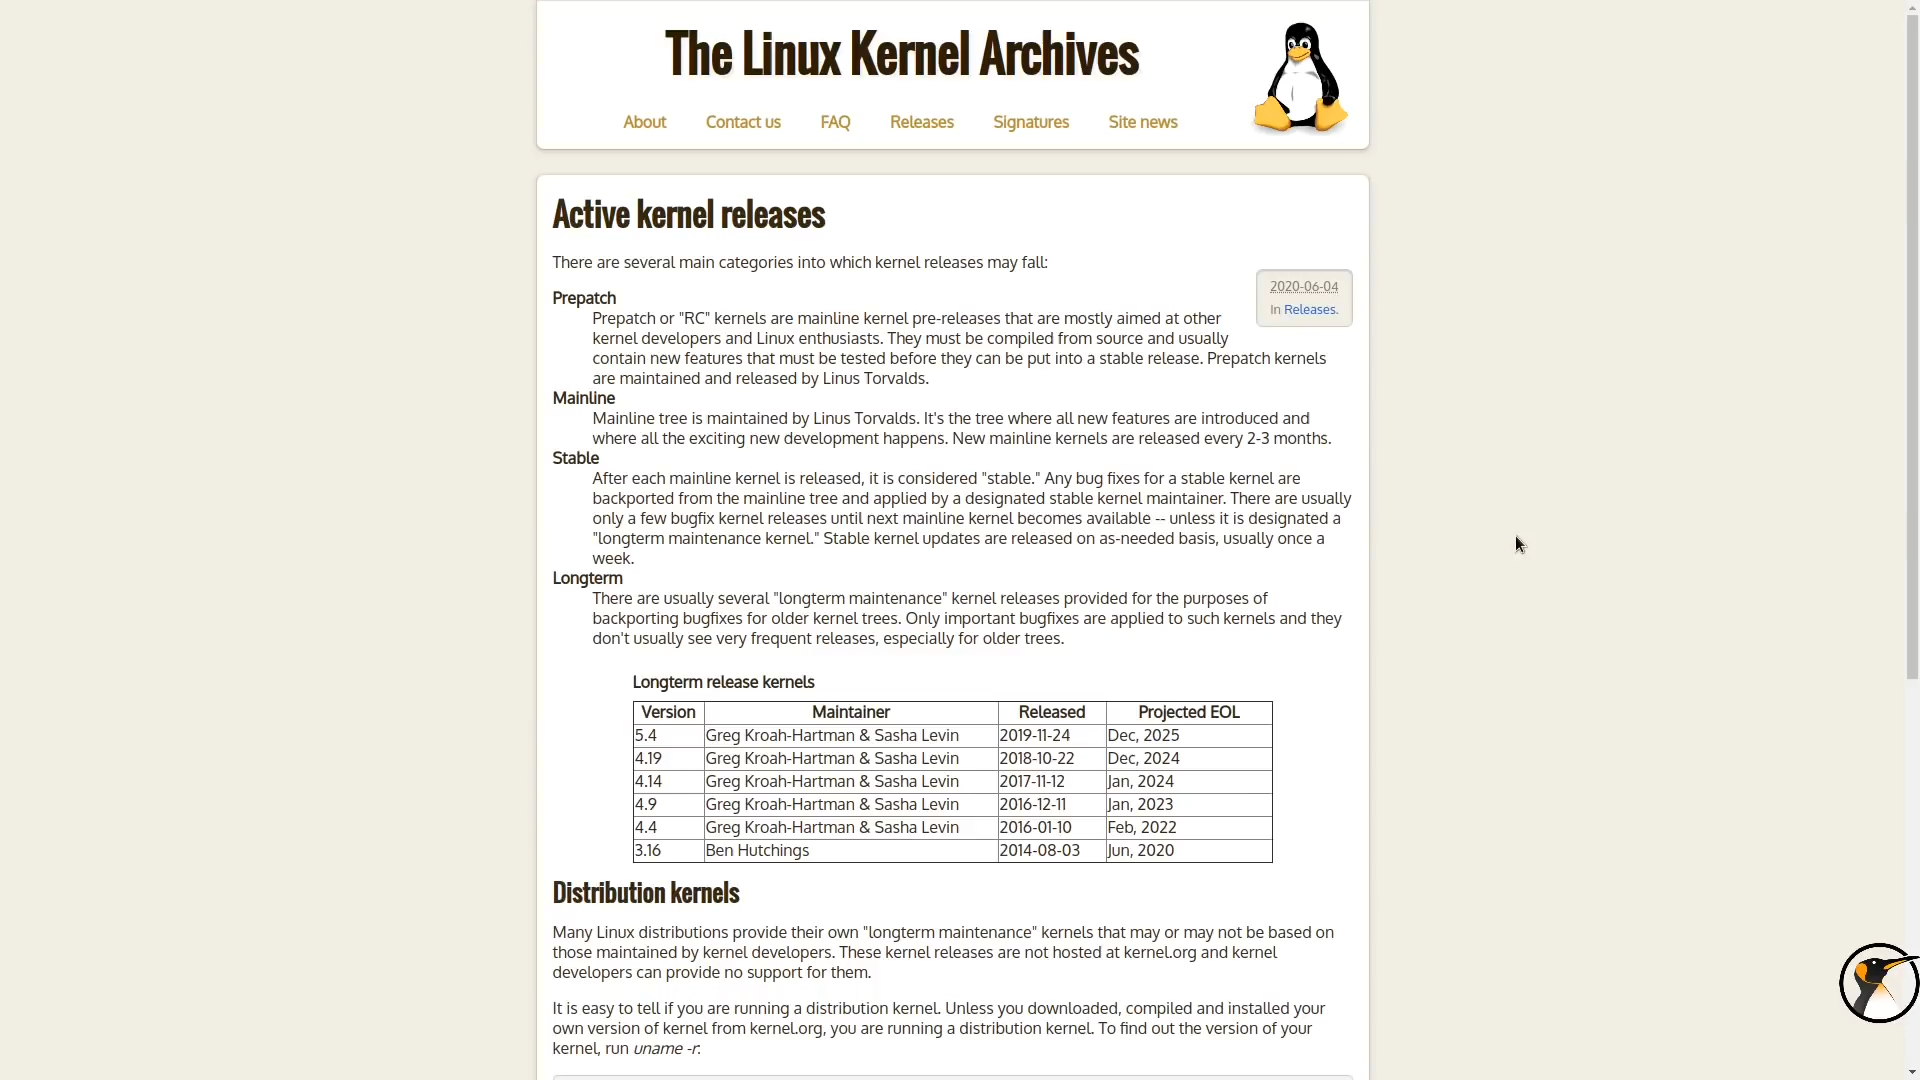 The Linux Kernel Archives
About Contact us FAQ Releases Signatures Site news
Active kernel releases
There are several main categories into which kernel releases may fall:
2020-06-04
In Releases.
Prepatch
Prepatch or "RC" kernels are mainline kernel pre-releases that are mostly aimed at other
kernel developers and Linux enthusiasts. They must be compiled from source and usually
contain new features that must be tested before they can be put into a stable release. Prepatch kernels
are maintained and released by Linus Torvalds.
Mainline
Mainline tree is maintained by Linus Torvalds. It's the tree where all new features are introduced and
where all the exciting new development happens. New mainline kernels are released every 2-3 months.
Stable
After each mainline kernel is released, it is considered "stable." Any bug fixes for a stable kernel are
backported from the mainline tree and applied by a designated stable kernel maintainer. There are usually
only a few bugfix kernel releases until next mainline kernel becomes available -- unless it is designated a
"longterm maintenance kernel." Stable kernel updates are released on as-needed basis, usually once a
week.
Longterm
There are usually several "longterm maintenance" kernel releases provided for the purposes of
backporting bugfixes for older kernel trees. Only important bugfixes are applied to such kernels and they
don't usually see very frequent releases, especially for older trees.
Longterm release kernels
Version Maintainer Released Projected EOL
5.4 Greg Kroah-Hartman & Sasha Levin 2019-11-24 Dec, 2025
4.19 Greg Kroah-Hartman & Sasha Levin 2018-10-22 Dec, 2024
4.14 Greg Kroah-Hartman & Sasha Levin 2017-11-12 Jan, 2024
4.9 Greg Kroah-Hartman & Sasha Levin 2016-12-11 Jan, 2023
4.4 Greg Kroah-Hartman & Sasha Levin 2016-01-10 Feb, 2022
3.16 Ben Hutchings 2014-08-03 Jun, 2020
Distribution kernels
Many Linux distributions provide their own "longterm maintenance" kernels that may or may not be based on
those maintained by kernel developers. These kernel releases are not hosted at kernel.org and kernel
developers can provide no support for them.
It is easy to tell if you are running a distribution kernel. Unless you downloaded, compiled and installed your
own version of kernel from kernel.org, you are running a distribution kernel. To find out the version of your
kernel, run uname -r: